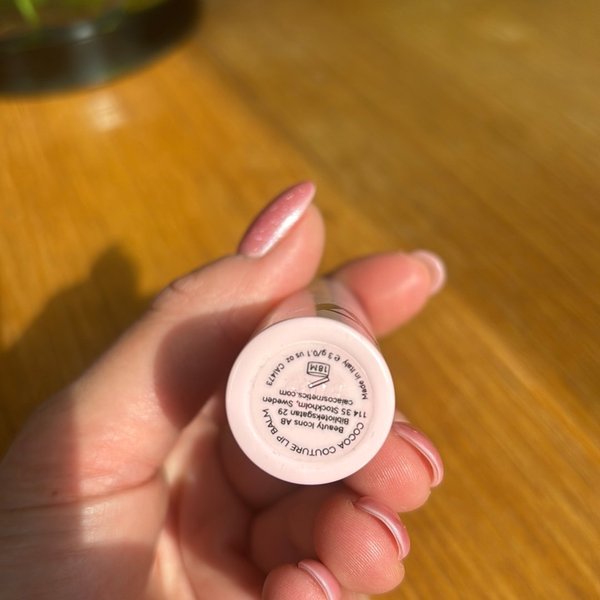 COCOA COUTURE LIP BALM
Beauty Icons AB
Biblioteksgatan 29
114 35 Stockholm, Sweden
caiacosmetics.com
18M
Made in Italy e 3 g/0.1 us oz CAI473